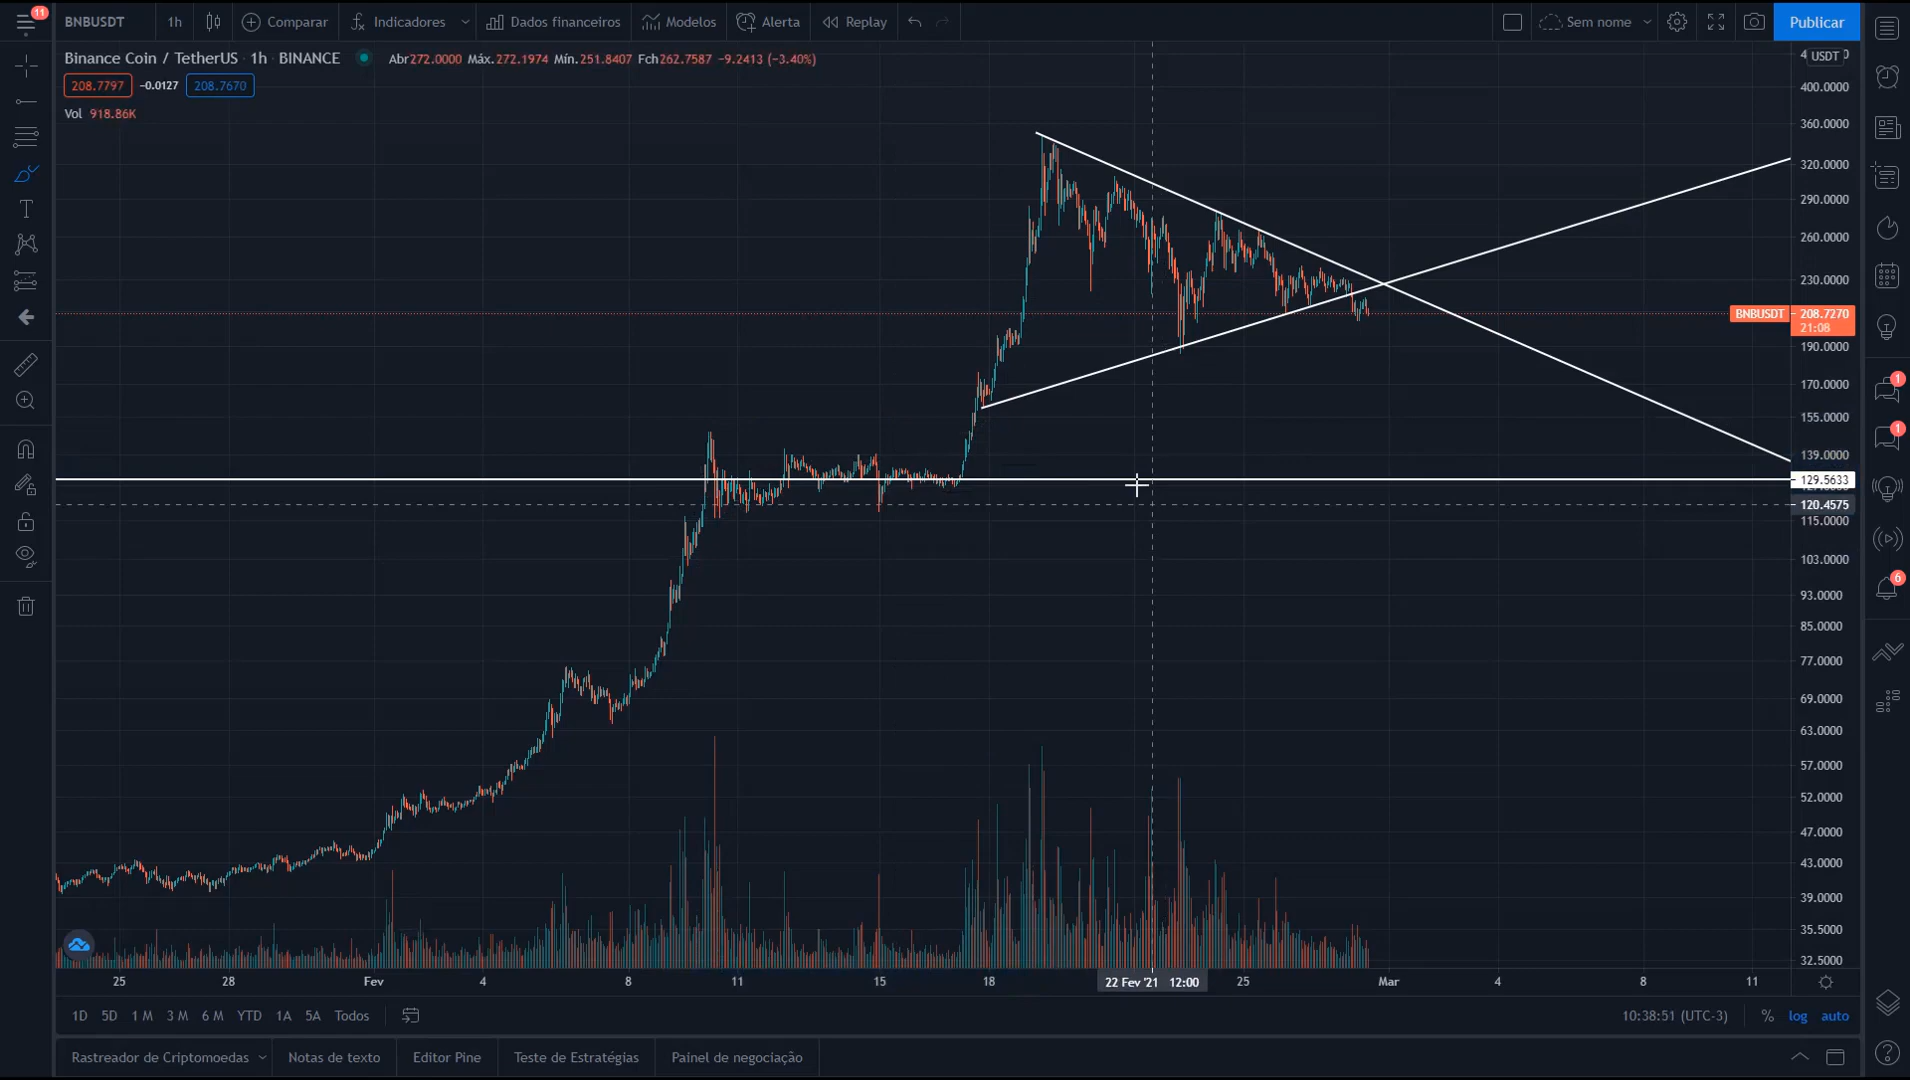 11
BNBUSDT
1h
Comparar
Indicadores
Dados financeiros
Modelos
Alerta
Replay
Sem nome
Publicar
Binance Coin / TetherUS · 1h · BINANCE
Abr272.0000 Máx.272.1974 Mín.251.8407 Fch262.7587 −9.2413 (−3.40%)
208.7797 -0.0127 208.7670
Vol 918.86K
USDT
400.0000
360.0000
320.0000
290.0000
260.0000
230.0000
BNBUSDT 208.7270
21:08
190.0000
170.0000
155.0000
139.0000
129.5633
120.4575
115.0000
103.0000
93.0000
85.0000
77.0000
69.0000
63.0000
57.0000
52.0000
47.0000
43.0000
39.0000
35.5000
32.5000
1
1
6
25 28 Fev 4 8 11 15 18 22 Fev '21 12:00 25 Mar 4 8 11
1D 5D 1 M 3 M 6 M YTD 1A 5A Todos
10:38:51 (UTC-3) % log auto
Rastreador de Criptomoedas
Notas de texto
Editor Pine
Teste de Estratégias
Painel de negociação